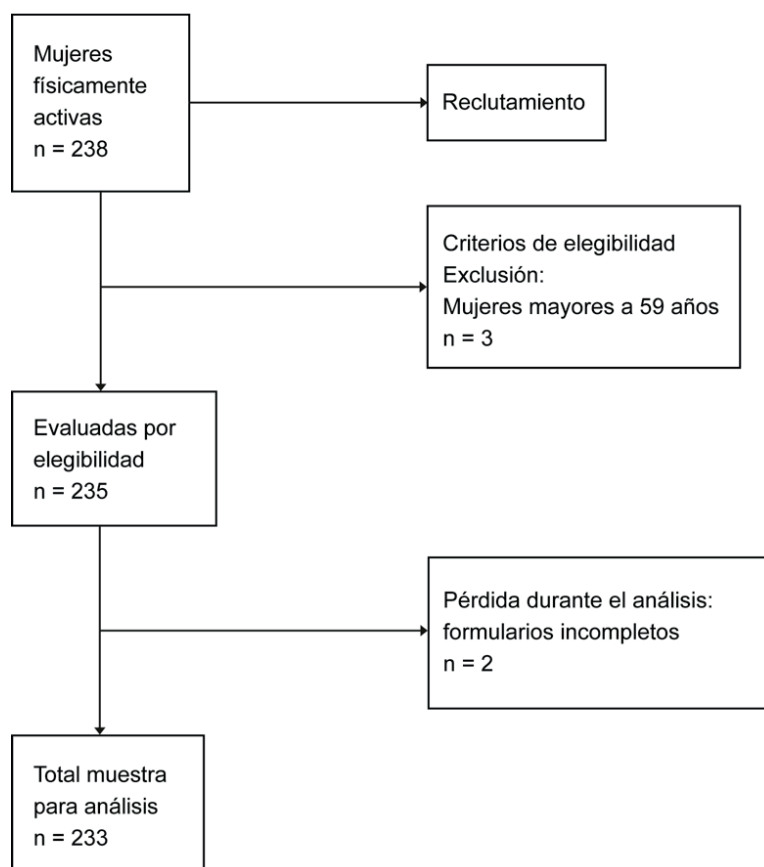 Mujeres
físicamente
activas
n = 238
Reclutamiento
Criterios de elegibilidad
Exclusión:
Mujeres mayores a 59 años
n = 3
Evaluadas por
elegibilidad
n = 235
Pérdida durante el análisis:
formularios incompletos
n = 2
Total muestra
para análisis
n = 233